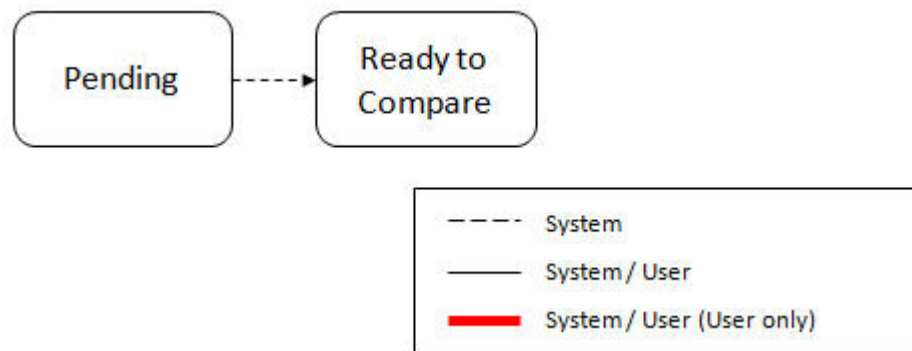 Pending
Ready to
Compare
System
System / User
System / User (User only)